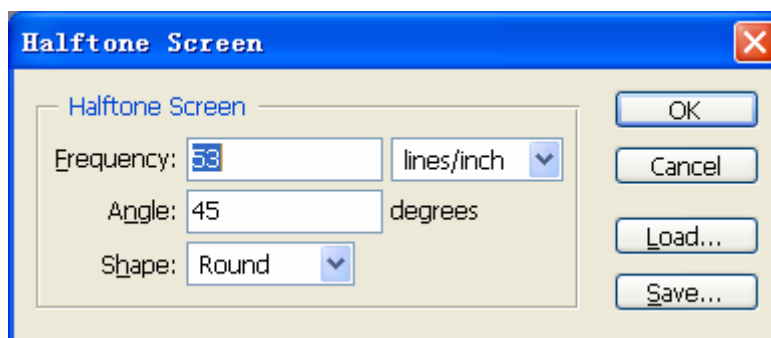 Halftone Screen
Halftone Screen
Frequency: 53 lines/inch
Angle: 45 degrees
Shape: Round
OK
Cancel
Load...
Save...